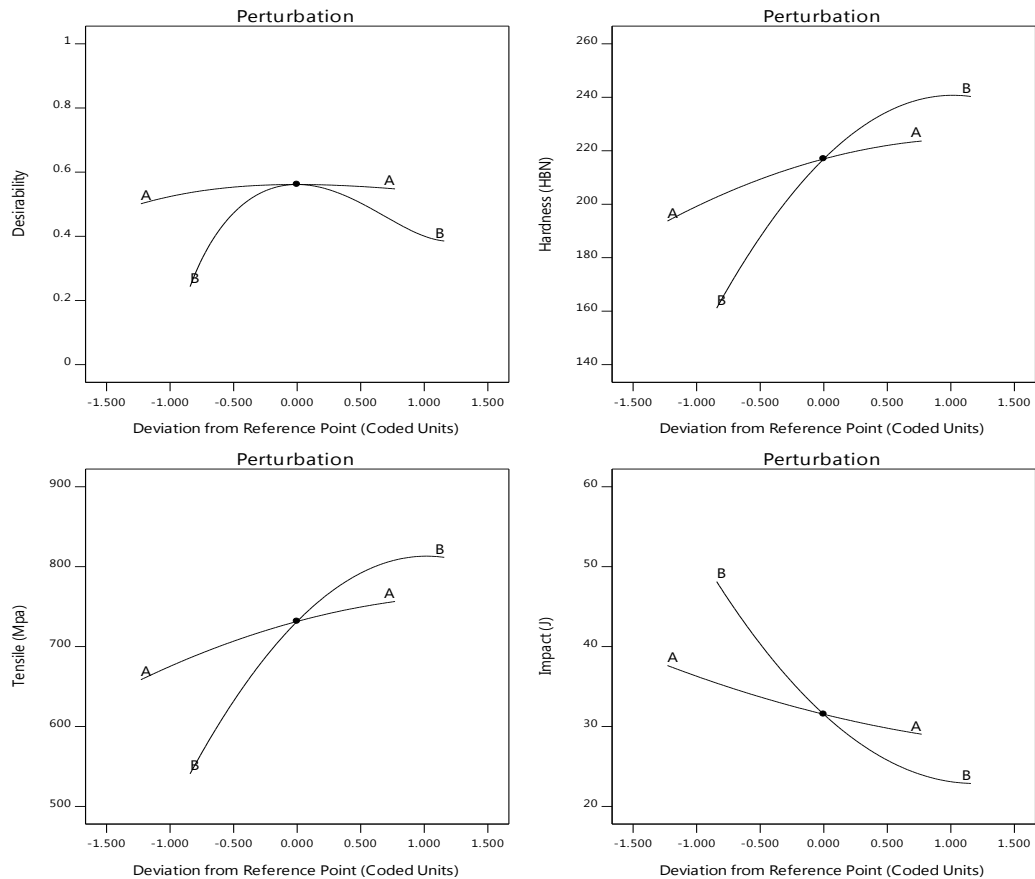 Perturbation
1
0.8
0.6
0.4
0.2
0
Desirability
A
A
B
B
-1.500 -1.000 -0.500 0.000 0.500 1.000 1.500
Deviation from Reference Point (Coded Units)
Perturbation
260
240
220
200
180
160
140
Hardness (HBN)
B
A
A
B
-1.500 -1.000 -0.500 0.000 0.500 1.000 1.500
Deviation from Reference Point (Coded Units)
Perturbation
900
800
700
600
500
Tensile (Mpa)
B
A
A
B
-1.500 -1.000 -0.500 0.000 0.500 1.000 1.500
Deviation from Reference Point (Coded Units)
Perturbation
60
50
40
30
20
Impact (J)
B
A
A
B
-1.500 -1.000 -0.500 0.000 0.500 1.000 1.500
Deviation from Reference Point (Coded Units)